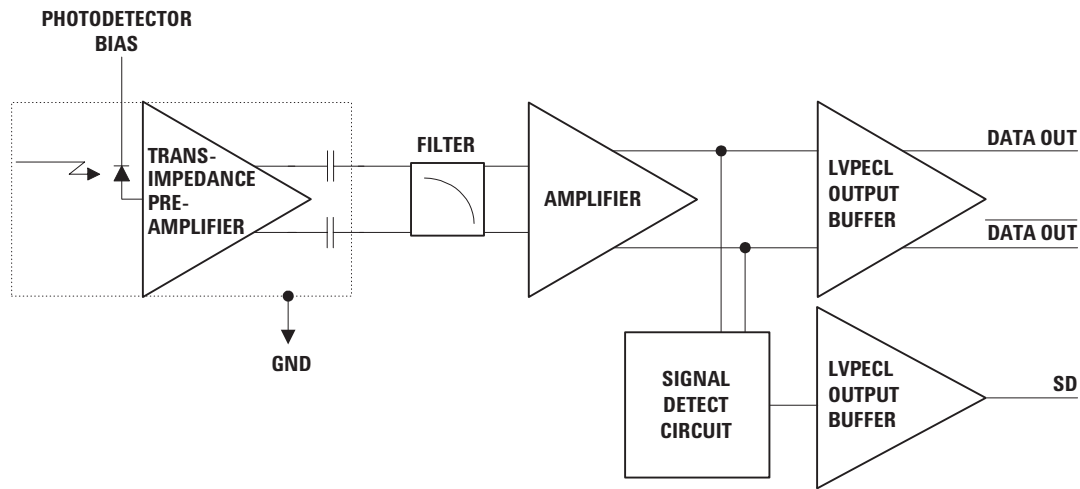 PHOTODETECTOR
BIAS
TRANS-
IMPEDANCE
PRE-
AMPLIFIER
GND
FILTER
AMPLIFIER
SIGNAL
DETECT
CIRCUIT
LVPECL
OUTPUT
BUFFER
DATA OUT
DATA OUT
LVPECL
OUTPUT
BUFFER
SD